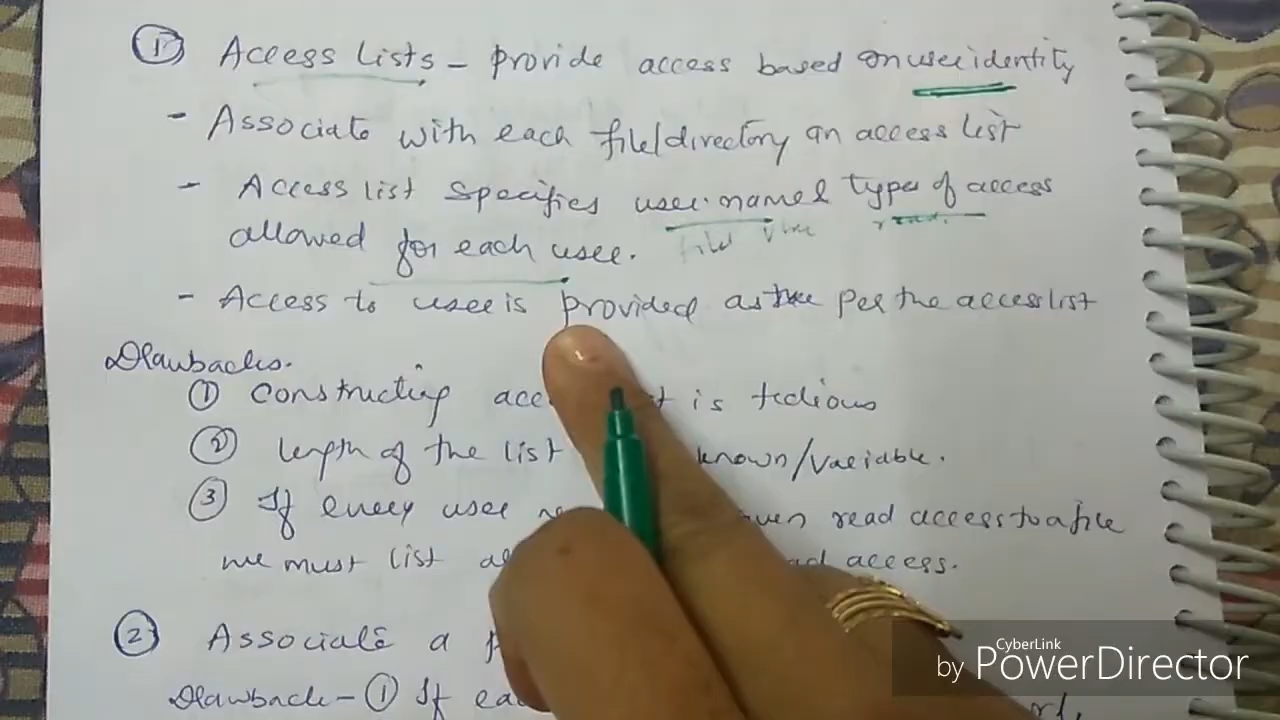 ① Access Lists - provide access based on user identity
- Associate with each file/directory an access list
- Access list specifies user name & types of access
read
allowed for each user.
- Access to user is provided as per the access list
Drawbacks.
① Constructing acc t is tedious
② length of the list known/variable.
③ If every user given read access to a file
we must list access.
② Associate a
Drawback - ① If
CyberLink
by PowerDirector